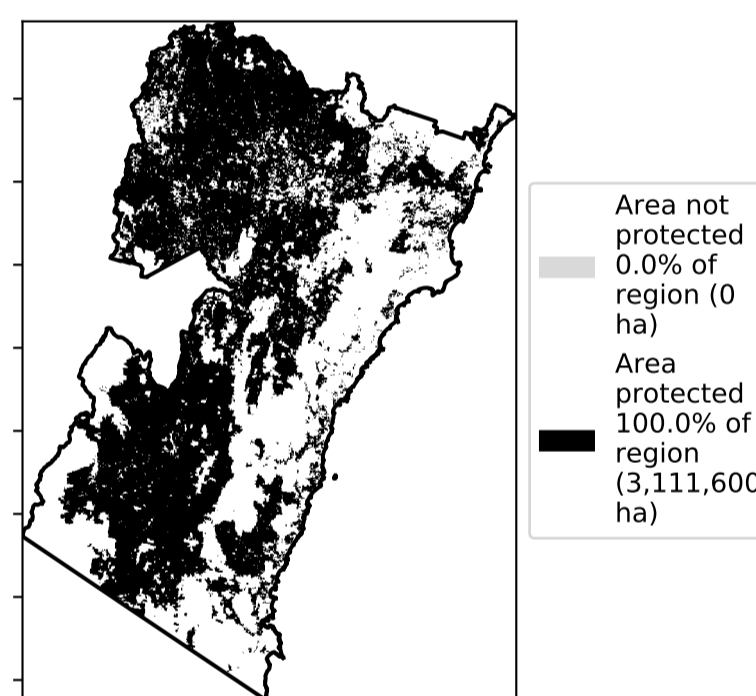 Area not
protected
0.0% of
region (0
ha)
Area
protected
100.0% of
region
(3,111,600
ha)